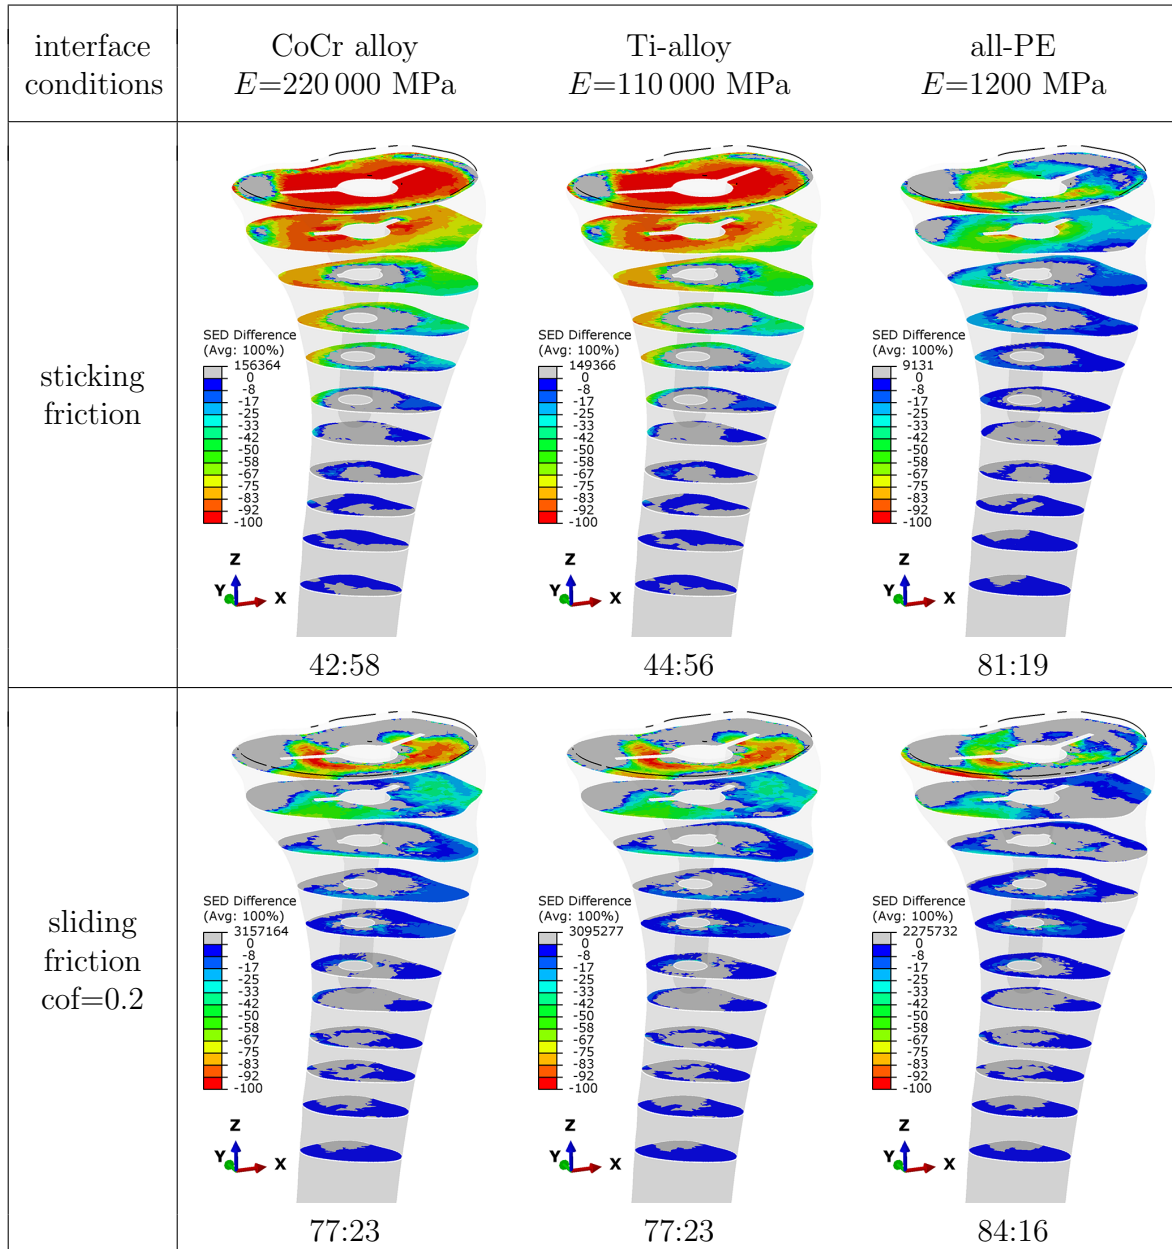 interface
conditions
CoCr alloy
E=220 000 MPa
Ti-alloy
E=110 000 MPa
all-PE
E=1200 MPa
sticking
friction
SED Difference
(Avg: 100%)
156364
0
-8
-17
-25
-33
-42
-50
-58
-67
-75
-83
-92
-100
Z
Y
X
42:58
SED Difference
(Avg: 100%)
149366
0
-8
-17
-25
-33
-42
-50
-58
-67
-75
-83
-92
-100
Z
Y
X
44:56
SED Difference
(Avg: 100%)
9131
0
-8
-17
-25
-33
-42
-50
-58
-67
-75
-83
-92
-100
Z
Y
X
81:19
sliding
friction
cof=0.2
SED Difference
(Avg: 100%)
3157164
0
-8
-17
-25
-33
-42
-50
-58
-67
-75
-83
-92
-100
Z
Y
X
77:23
SED Difference
(Avg: 100%)
3095277
0
-8
-17
-25
-33
-42
-50
-58
-67
-75
-83
-92
-100
Z
Y
X
77:23
SED Difference
(Avg: 100%)
2275732
0
-8
-17
-25
-33
-42
-50
-58
-67
-75
-83
-92
-100
Z
Y
X
84:16